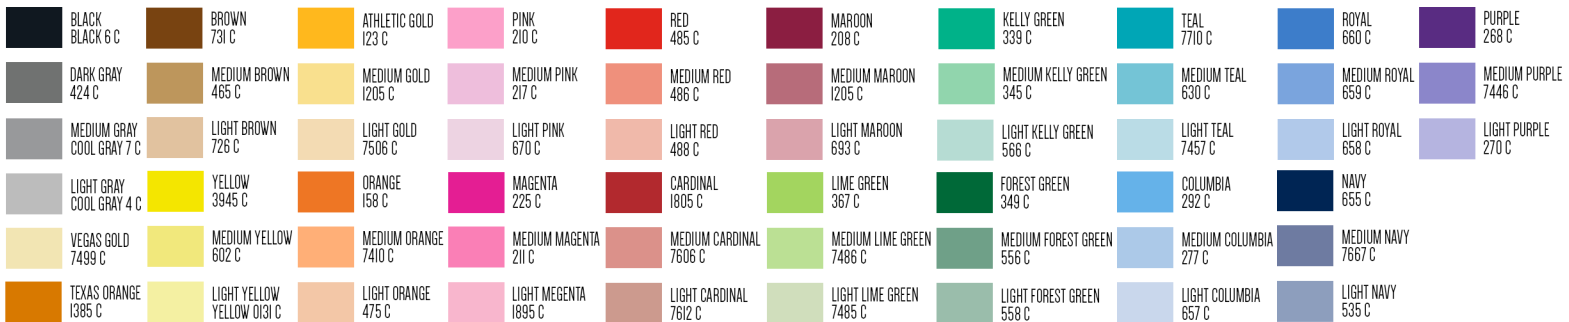 BLACK
BLACK 6 C
BROWN
731 C
ATHLETIC GOLD
123 C
PINK
210 C
RED
485 C
MAROON
208 C
KELLY GREEN
339 C
TEAL
7710 C
ROYAL
660 C
PURPLE
268 C
DARK GRAY
424 C
MEDIUM BROWN
465 C
MEDIUM GOLD
1205 C
MEDIUM PINK
217 C
MEDIUM RED
486 C
MEDIUM MAROON
1205 C
MEDIUM KELLY GREEN
345 C
MEDIUM TEAL
630 C
MEDIUM ROYAL
659 C
MEDIUM PURPLE
7446 C
MEDIUM GRAY
COOL GRAY 7 C
LIGHT BROWN
726 C
LIGHT GOLD
7506 C
LIGHT PINK
670 C
LIGHT RED
488 C
LIGHT MAROON
693 C
LIGHT KELLY GREEN
566 C
LIGHT TEAL
7457 C
LIGHT ROYAL
658 C
LIGHT PURPLE
270 C
LIGHT GRAY
COOL GRAY 4 C
YELLOW
3945 C
ORANGE
158 C
MAGENTA
225 C
CARDINAL
1805 C
LIME GREEN
367 C
FOREST GREEN
349 C
COLUMBIA
292 C
NAVY
655 C
VEGAS GOLD
7499 C
MEDIUM YELLOW
602 C
MEDIUM ORANGE
7410 C
MEDIUM MAGENTA
211 C
MEDIUM CARDINAL
7606 C
MEDIUM LIME GREEN
7486 C
MEDIUM FOREST GREEN
556 C
MEDIUM COLUMBIA
277 C
MEDIUM NAVY
7667 C
TEXAS ORANGE
1385 C
LIGHT YELLOW
YELLOW 0131 C
LIGHT ORANGE
475 C
LIGHT MEGENTA
1895 C
LIGHT CARDINAL
7612 C
LIGHT LIME GREEN
7485 C
LIGHT FOREST GREEN
558 C
LIGHT COLUMBIA
657 C
LIGHT NAVY
535 C